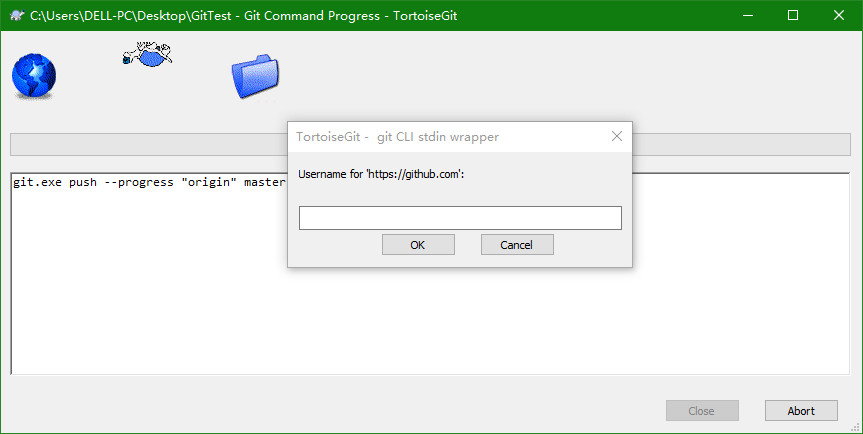 C:\Users\DELL-PC\Desktop\GitTest - Git Command Progress - TortoiseGit
TortoiseGit -  git CLI stdin wrapper
Username for 'https://github.com':
OK
Cancel
git.exe push --progress "origin" master
Close
Abort